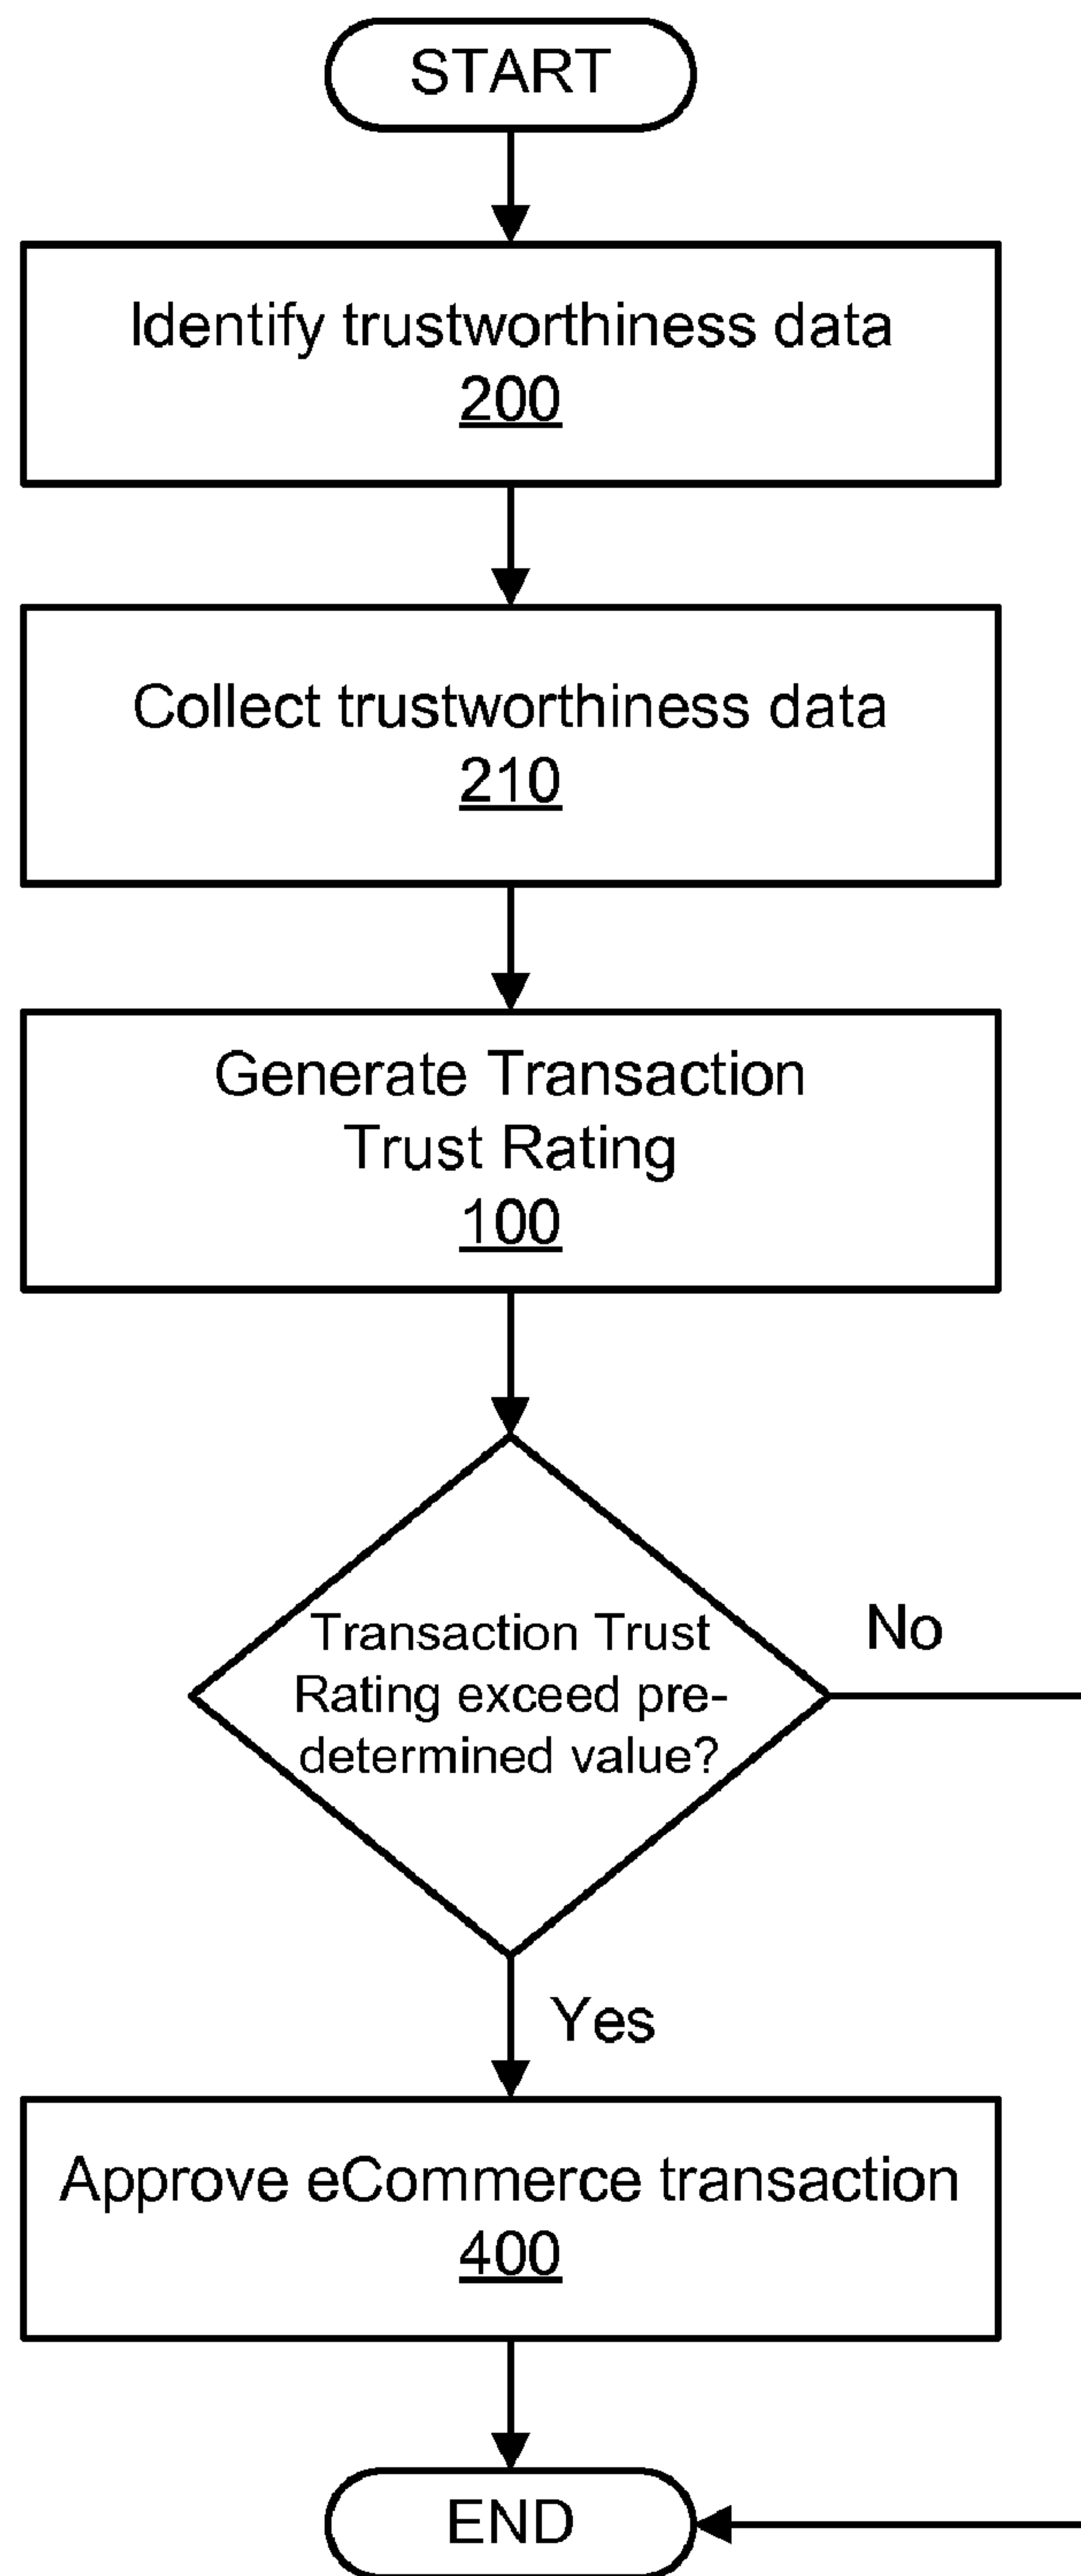 START
Identify trustworthiness data
200
Collect trustworthiness data
210
Generate Transaction
Trust Rating
100
Transaction Trust
Rating exceed pre-
determined value?
No
Yes
Approve eCommerce transaction
400
END